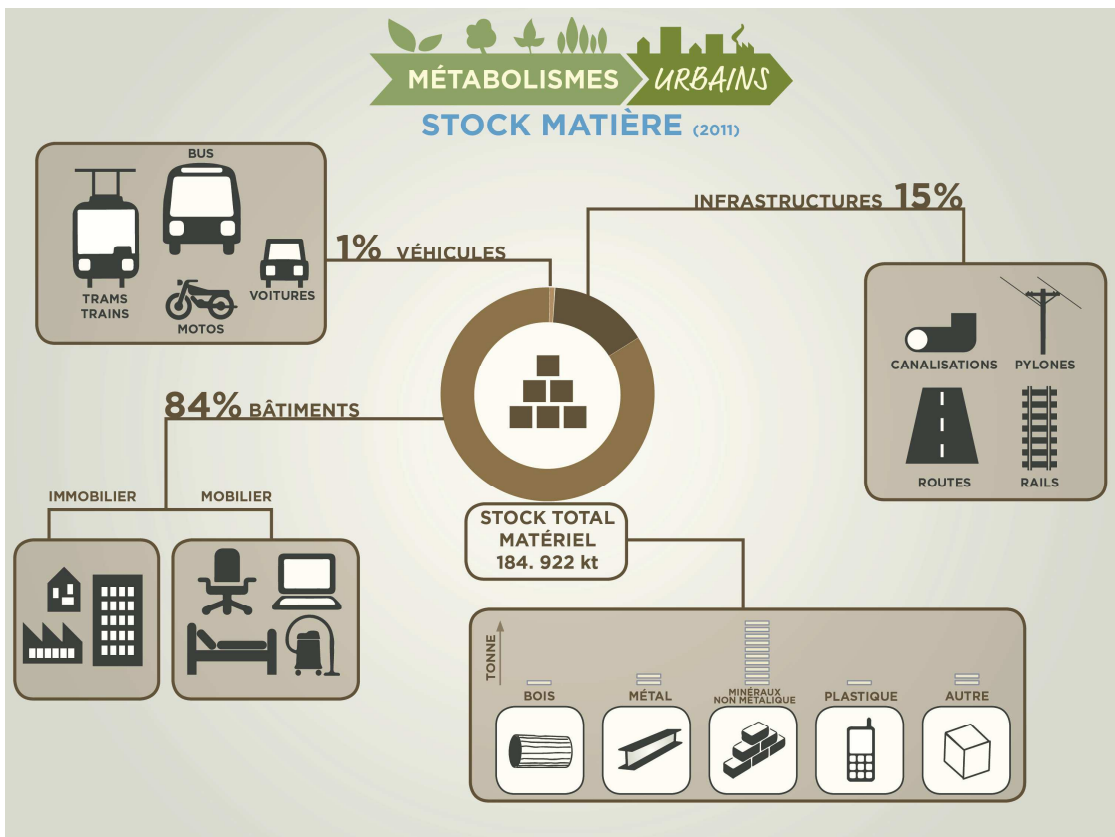 MÉTABOLISMES URBAINS
STOCK MATIÈRE (2011)
BUS
TRAMS
TRAINS
MOTOS
VOITURES
1% VÉHICULES
INFRASTRUCTURES 15%
CANALISATIONS
PYLONES
ROUTES
RAILS
84% BÂTIMENTS
IMMOBILIER
MOBILIER
STOCK TOTAL
MATÉRIEL
184. 922 kt
TONNE
BOIS
MÉTAL
MINÉRAUX
NON MÉTALIQUE
PLASTIQUE
AUTRE